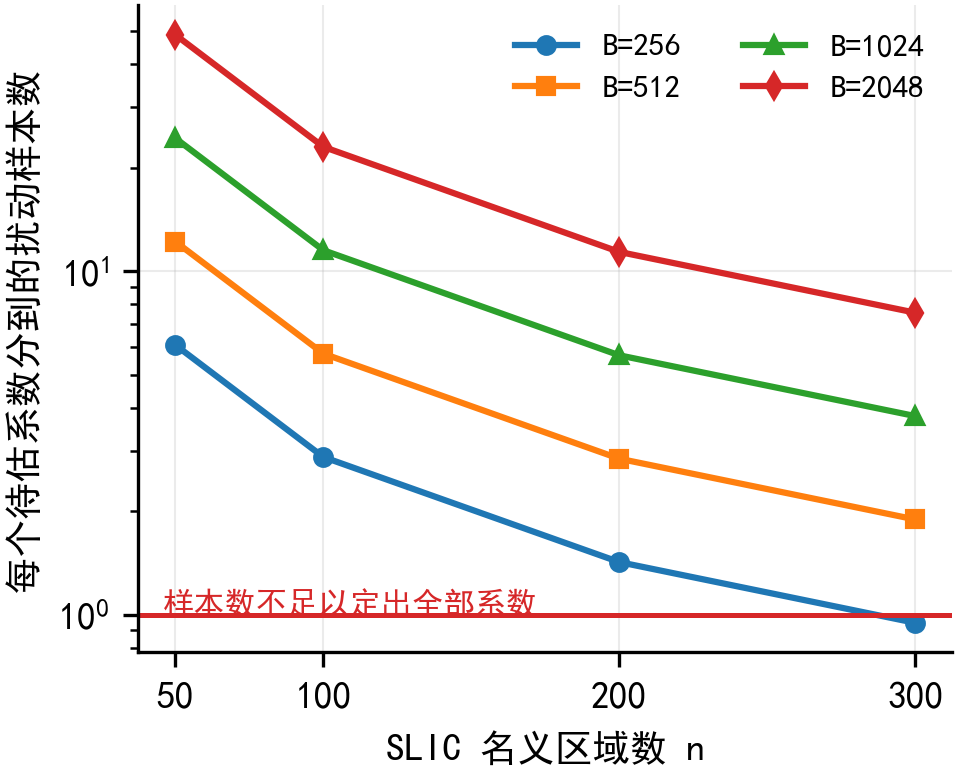 B=256
B=512
B=1024
B=2048
每个待估系数分到的扰动样本数
10¹
10⁰
样本数不足以定出全部系数
50 100 200 300
SLIC 名义区域数 n